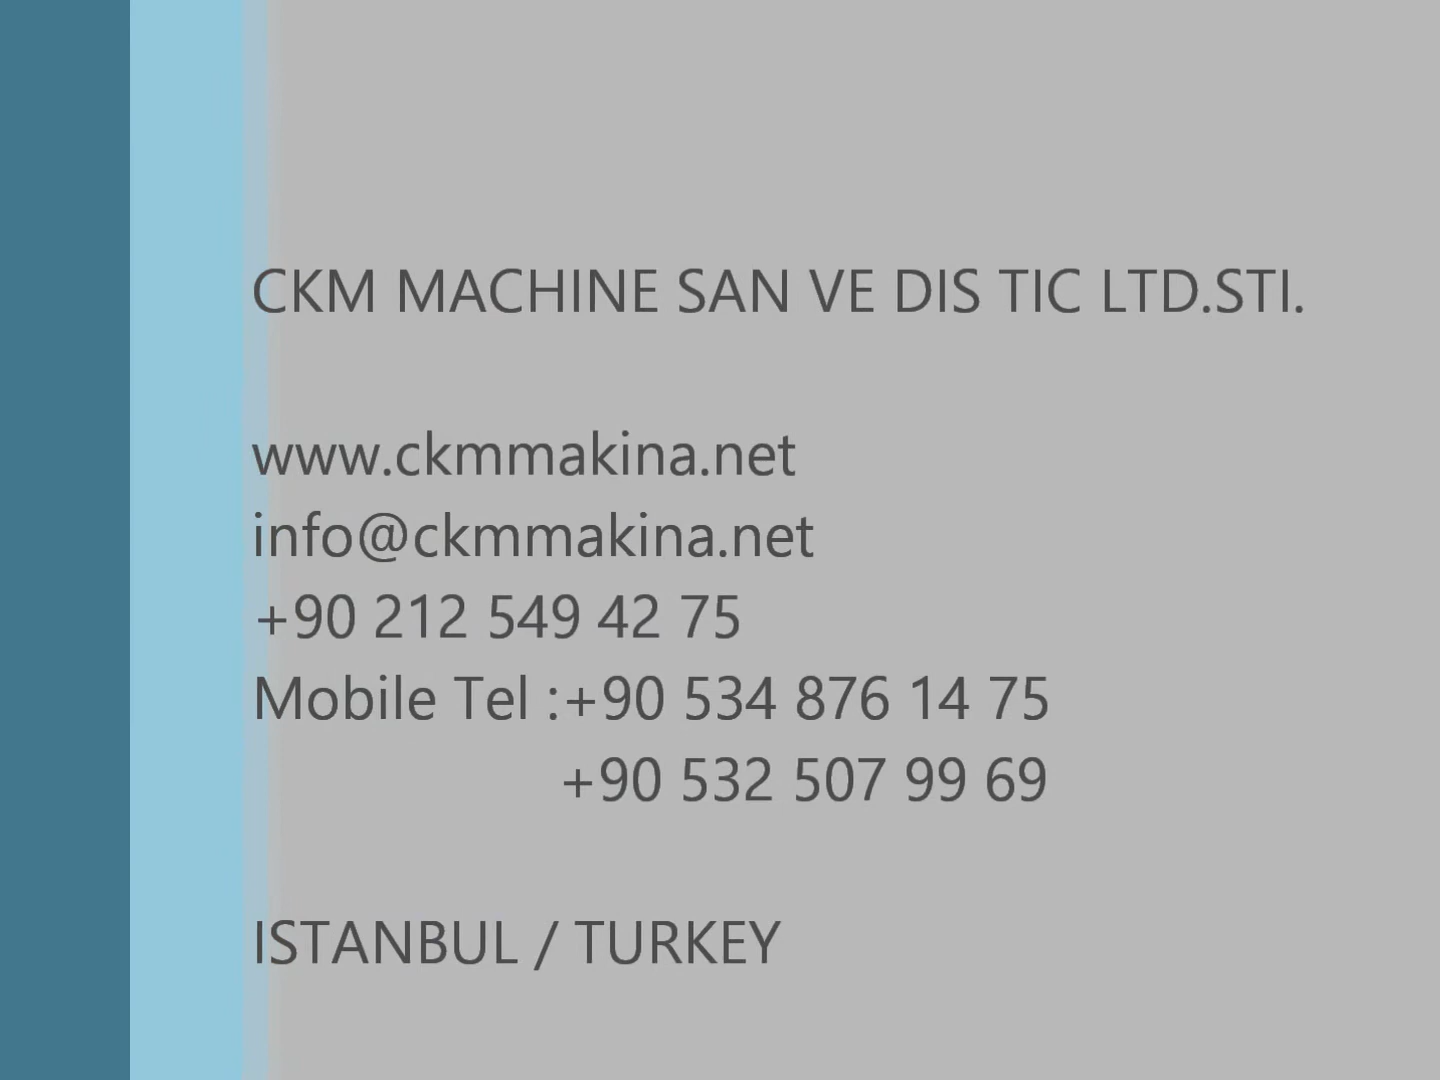 CKM MACHINE SAN VE DIS TIC LTD.STI.
www.ckmmakina.net
info@ckmmakina.net
+90 212 549 42 75
Mobile Tel :+90 534 876 14 75
+90 532 507 99 69
ISTANBUL / TURKEY